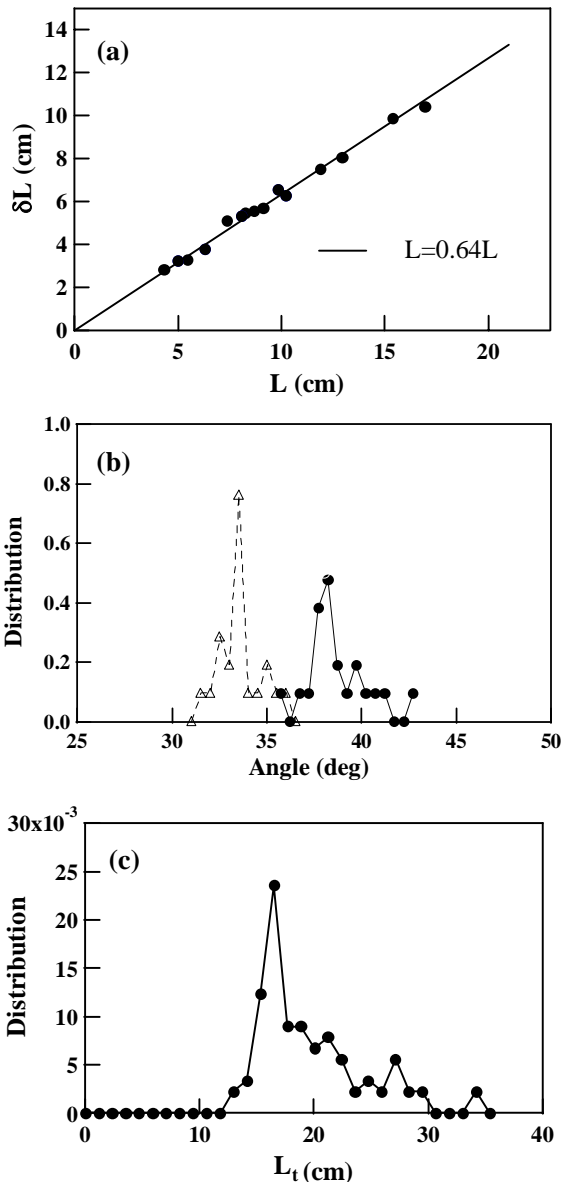 14
(a)
12
10
δL (cm)
8
6
4
L=0.64L
2
0
0 5 10 15 20
L (cm)
1.0
(b)
0.8
Distribution
0.6
0.4
0.2
0.0
25 30 35 40 45 50
Angle (deg)
30x10⁻³
(c)
25
20
Distribution
15
10
5
0
0 10 20 30 40
Lₜ (cm)